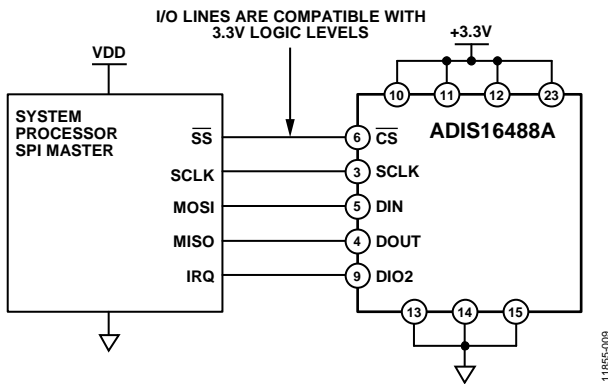 I/O LINES ARE COMPATIBLE WITH
3.3V LOGIC LEVELS
VDD
+3.3V
10
11
12
23
SYSTEM
PROCESSOR
SPI MASTER
ADIS16488A
SS
6
CS
SCLK
3
SCLK
MOSI
5
DIN
MISO
4
DOUT
IRQ
9
DIO2
13
14
15
11855-009